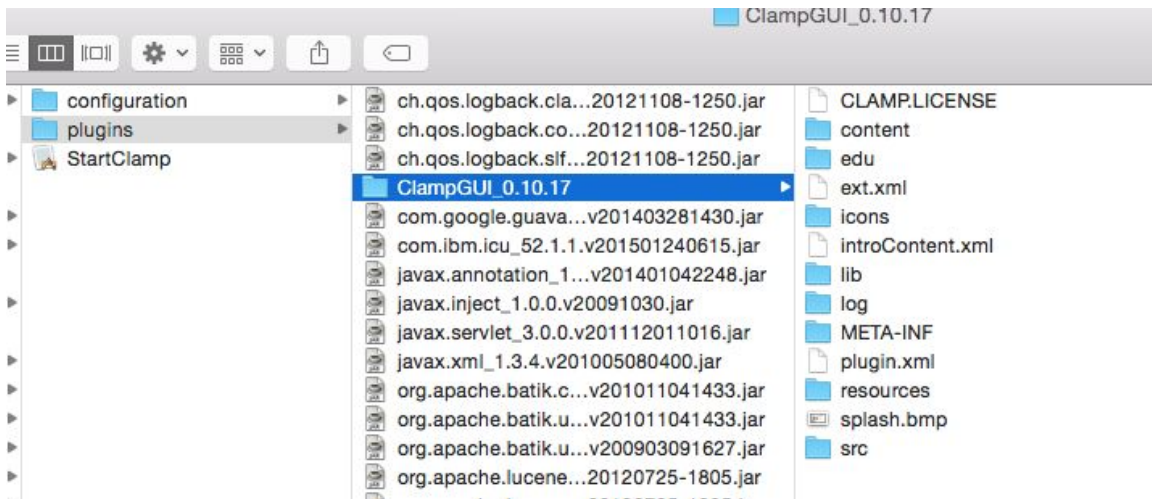 ClampGUI_0.10.17
configuration
plugins
StartClamp
ch.qos.logback.cla...20121108-1250.jar
ch.qos.logback.co...20121108-1250.jar
ch.qos.logback.slf...20121108-1250.jar
ClampGUI_0.10.17
com.google.guava...v201403281430.jar
com.ibm.icu_52.1.1.v201501240615.jar
javax.annotation_1...v201401042248.jar
javax.inject_1.0.0.v20091030.jar
javax.servlet_3.0.0.v201112011016.jar
javax.xml_1.3.4.v201005080400.jar
org.apache.batik.c...v201011041433.jar
org.apache.batik.u...v201011041433.jar
org.apache.batik.u...v200903091627.jar
org.apache.lucene...20120725-1805.jar
CLAMP.LICENSE
content
edu
ext.xml
icons
introContent.xml
lib
log
META-INF
plugin.xml
resources
splash.bmp
src